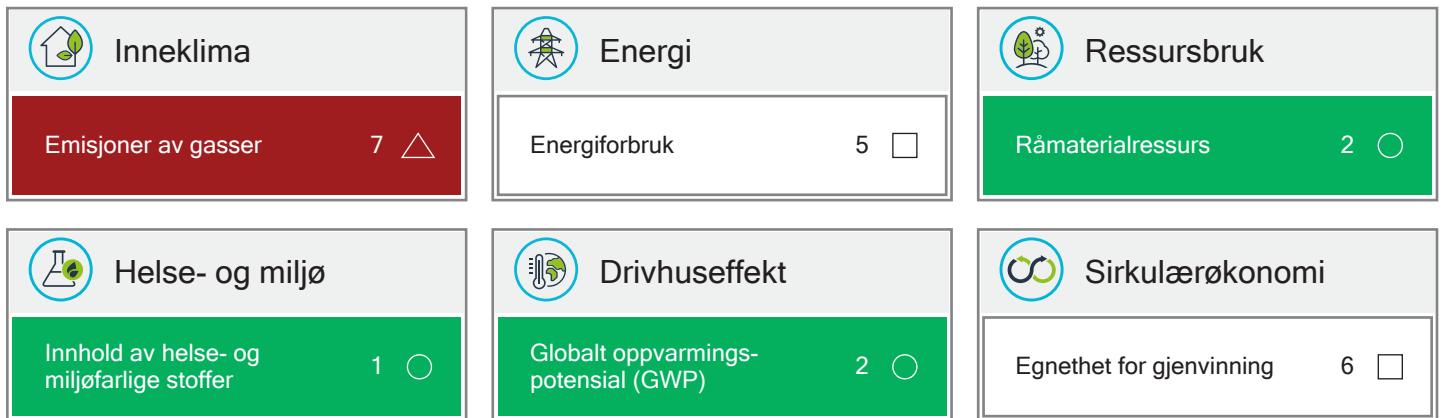 Inneklima
Emisjoner av gasser 7
Energi
Energiforbruk 5
Ressursbruk
Råmaterialressurs 2
Helse- og miljø
Innhold av helse- og
miljøfarlige stoffer 1
Drivhuseffekt
Globalt oppvarmings-
potensial (GWP) 2
Sirkulærøkonomi
Egnethet for gjenvinning 6